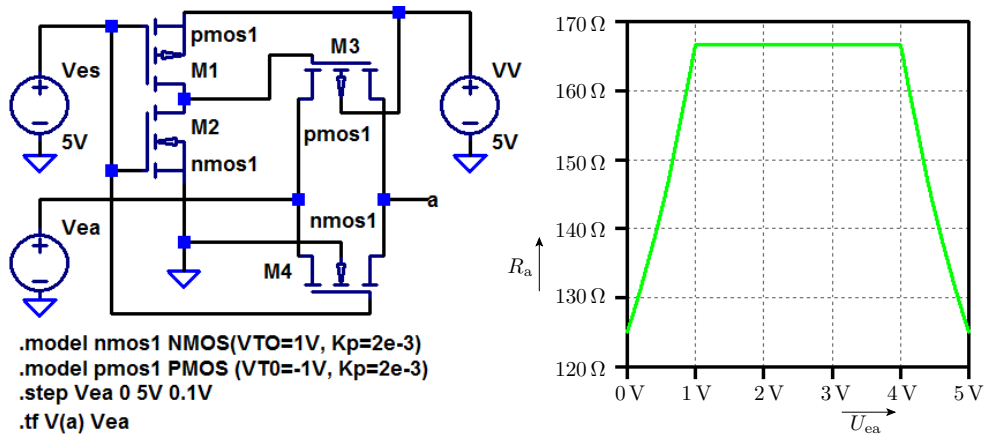 pmos1
M3
Ves
M1
VV
M2
5V
nmos1
pmos1
5V
nmos1
a
Vea
M4
.model nmos1 NMOS(VTO=1V, Kp=2e-3)
.model pmos1 PMOS (VT0=-1V, Kp=2e-3)
.step Vea 0 5V 0.1V
.tf V(a) Vea
170 Ω
160 Ω
150 Ω
140 Ω
130 Ω
120 Ω
Ra
0 V 1 V 2 V 3 V 4 V 5 V
Uea